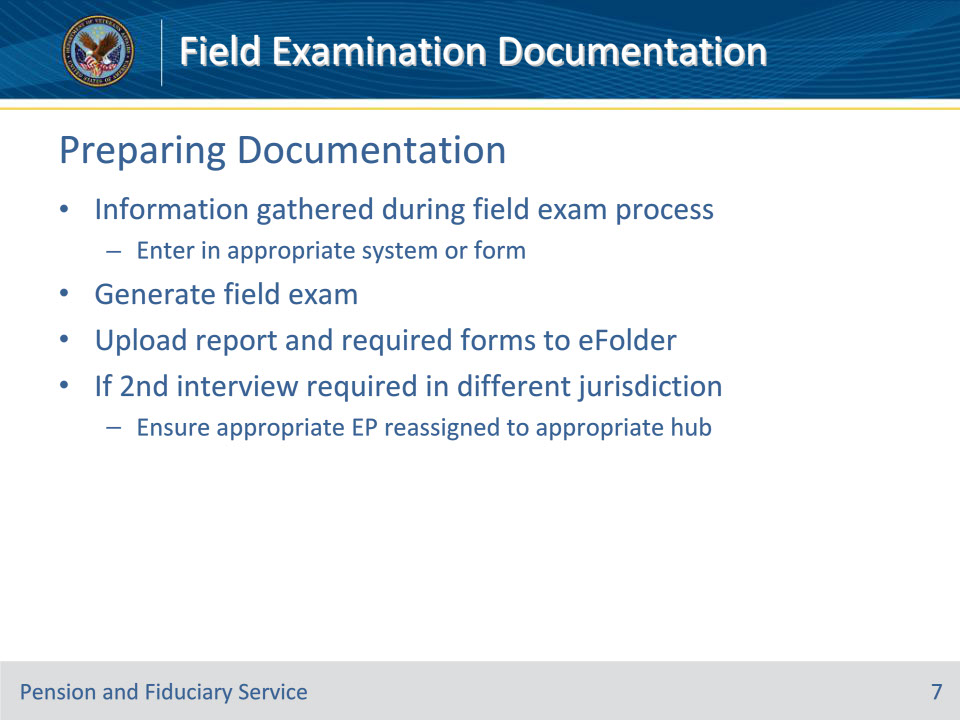 Field Examination Documentation
Preparing Documentation
• Information gathered during field exam process
– Enter in appropriate system or form
• Generate field exam
• Upload report and required forms to eFolder
• If 2nd interview required in different jurisdiction
– Ensure appropriate EP reassigned to appropriate hub
Pension and Fiduciary Service
7